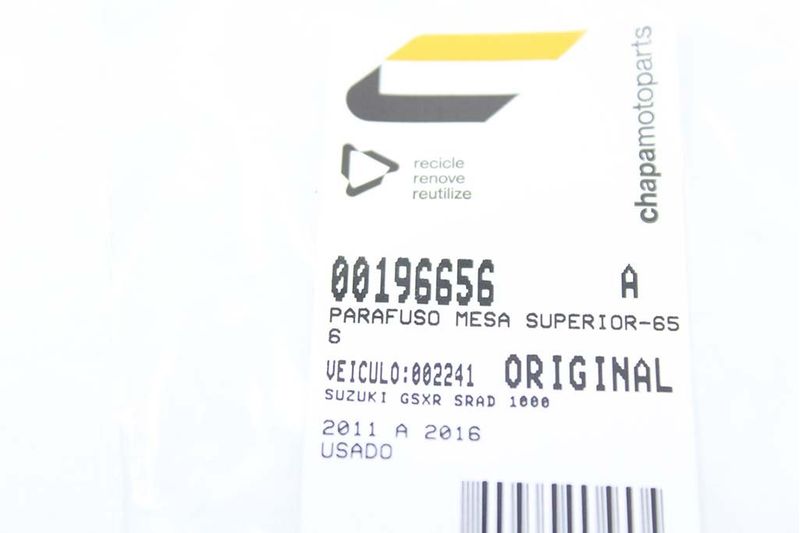 chapamotoparts
recicle
renove
reutilize
00196656 A
PARAFUSO MESA SUPERIOR-65
6
VEICULO:002241 ORIGINAL
SUZUKI GSXR SRAD 1000
2011 A 2016
USADO